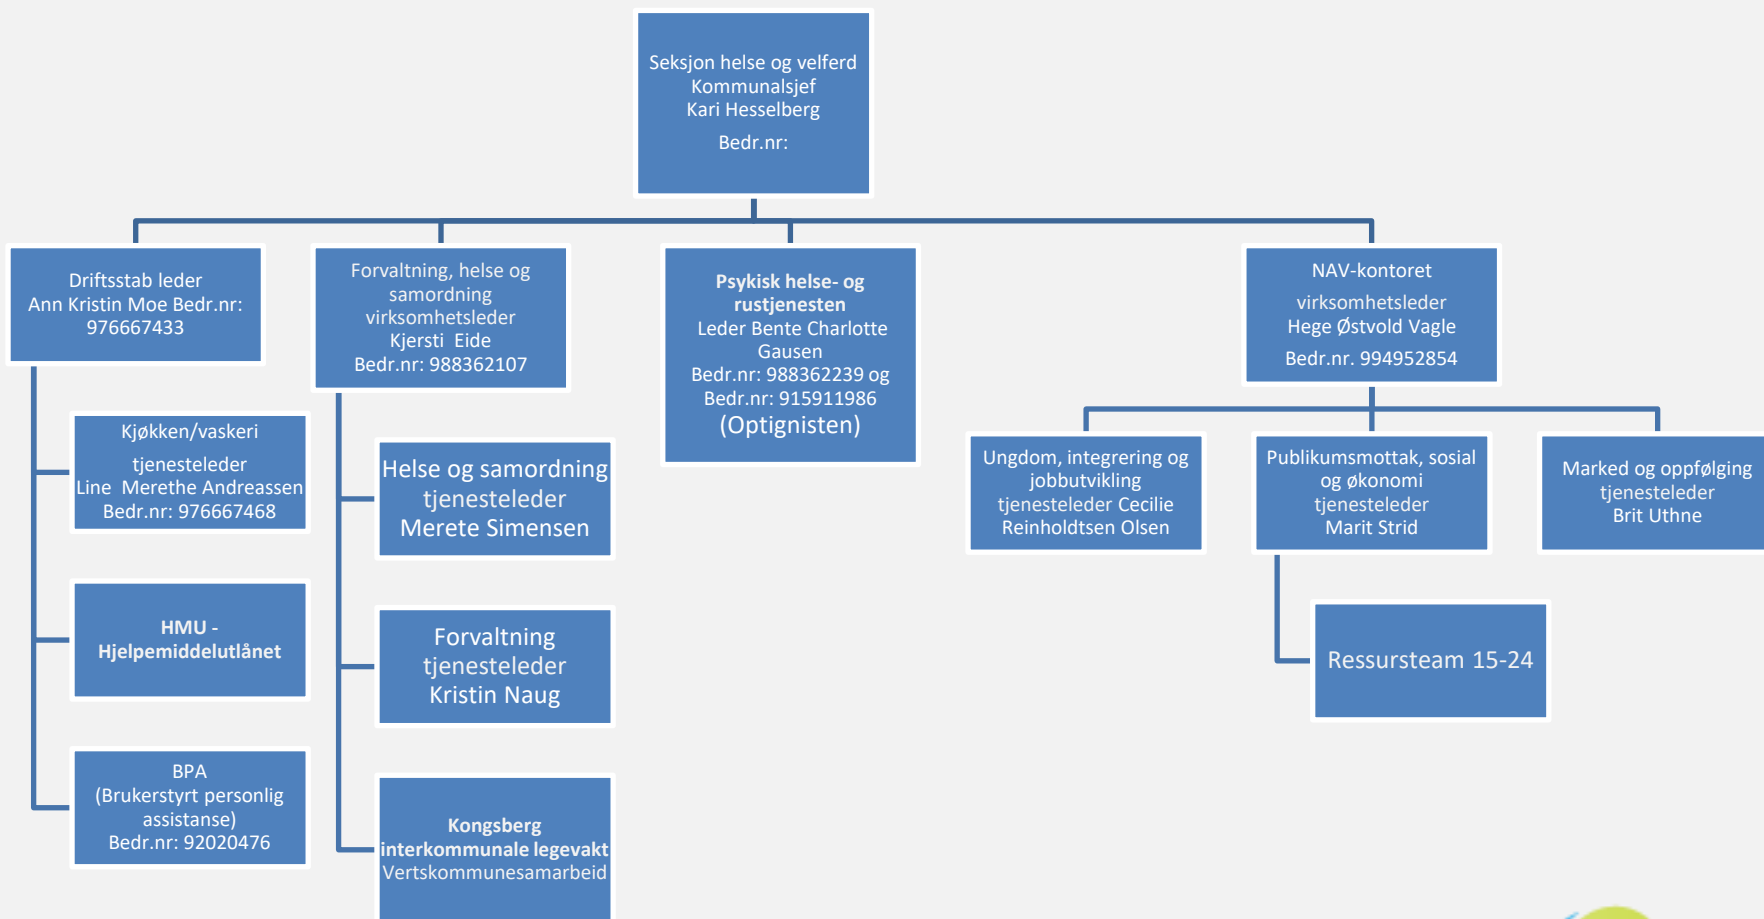 Seksjon helse og velferd
Kommunalsjef
Kari Hesselberg
Bedr.nr:
Driftsstab leder
Ann Kristin Moe Bedr.nr:
976667433
Forvaltning, helse og
samordning
virksomhetsleder
Kjersti  Eide
Bedr.nr: 988362107
Psykisk helse- og
rustjenesten
Leder Bente Charlotte
Gausen
Bedr.nr: 988362239 og
Bedr.nr: 915911986
(Optignisten)
NAV-kontoret
virksomhetsleder
Hege Østvold Vagle
Bedr.nr. 994952854
Kjøkken/vaskeri
tjenesteleder
Line  Merethe Andreassen
Bedr.nr: 976667468
HMU -
Hjelpemiddelutlånet
BPA
(Brukerstyrt personlig
assistanse)
Bedr.nr: 92020476
Helse og samordning
tjenesteleder
Merete Simensen
Forvaltning
tjenesteleder
Kristin Naug
Kongsberg
interkommunale legevakt
Vertskommunesamarbeid
Ungdom, integrering og
jobbutvikling
tjenesteleder Cecilie
Reinholdtsen Olsen
Publikumsmottak, sosial
og økonomi
tjenesteleder
Marit Strid
Marked og oppfølging
tjenesteleder
Brit Uthne
Ressursteam 15-24